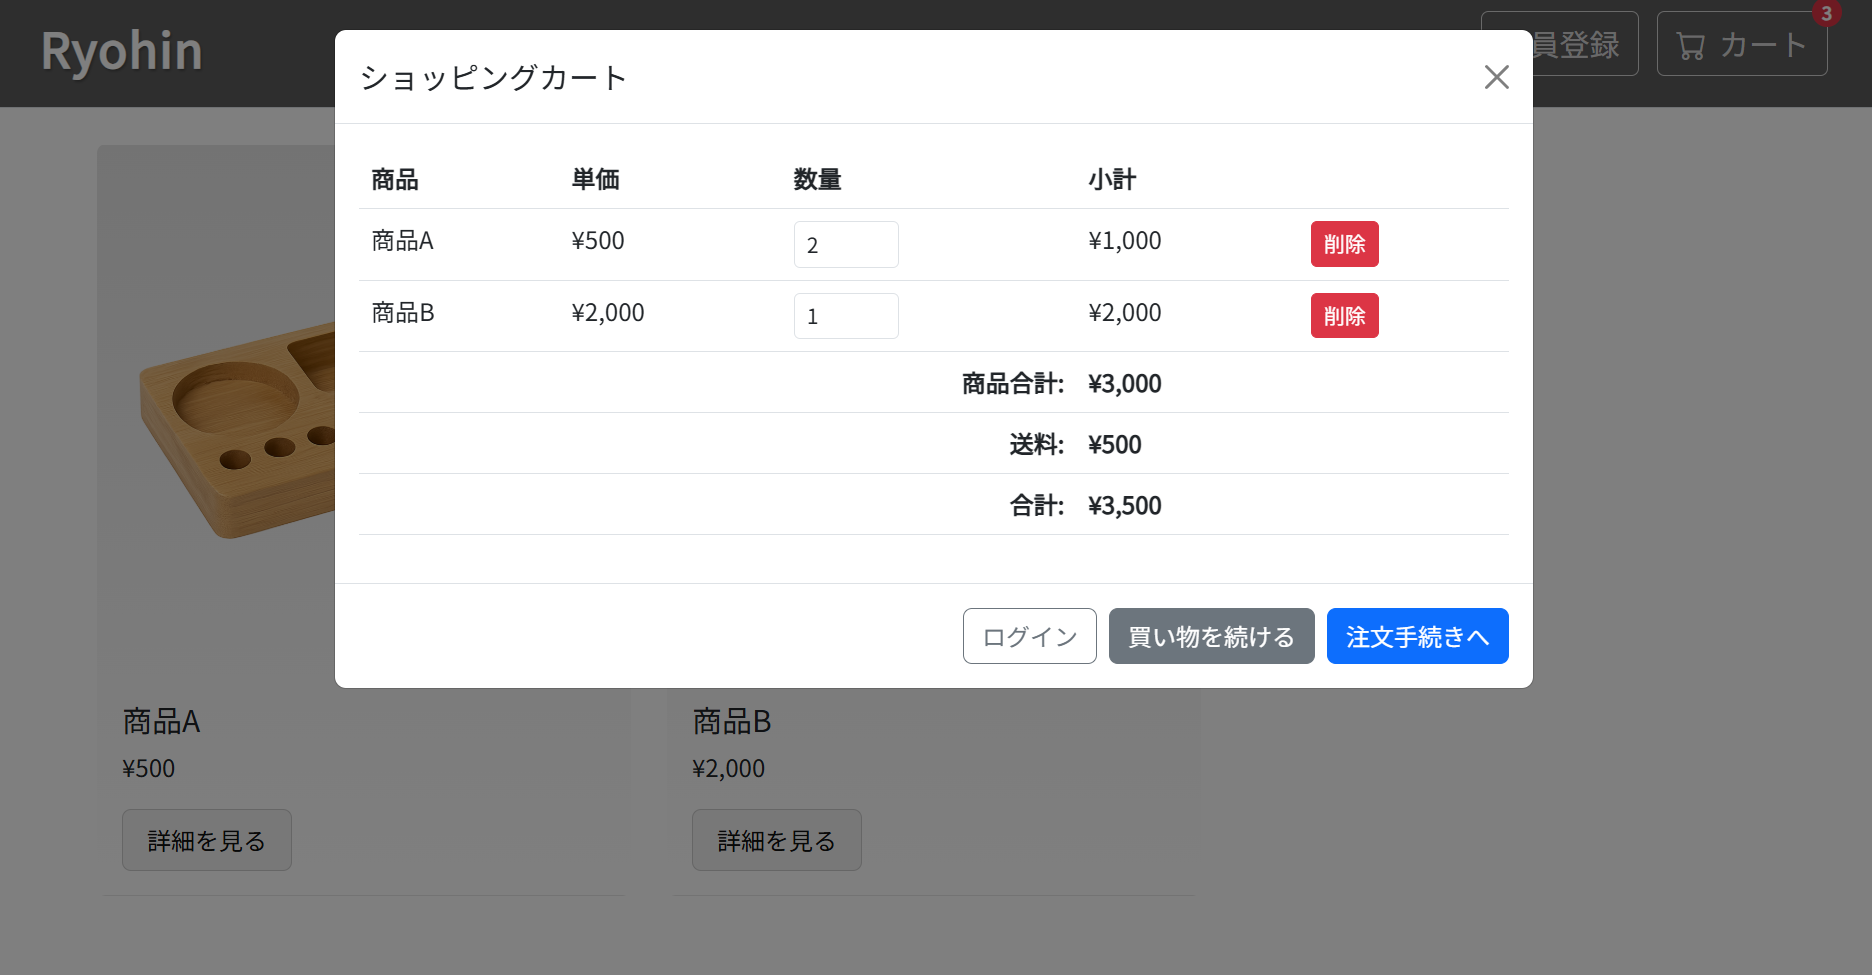 Ryohin
員登録
カート
3
ショッピングカート
商品 単価 数量 小計
商品A ¥500 2 ¥1,000 削除
商品B ¥2,000 1 ¥2,000 削除
商品合計: ¥3,000
送料: ¥500
合計: ¥3,500
ログイン 買い物を続ける 注文手続きへ
商品A
¥500
詳細を見る
商品B
¥2,000
詳細を見る